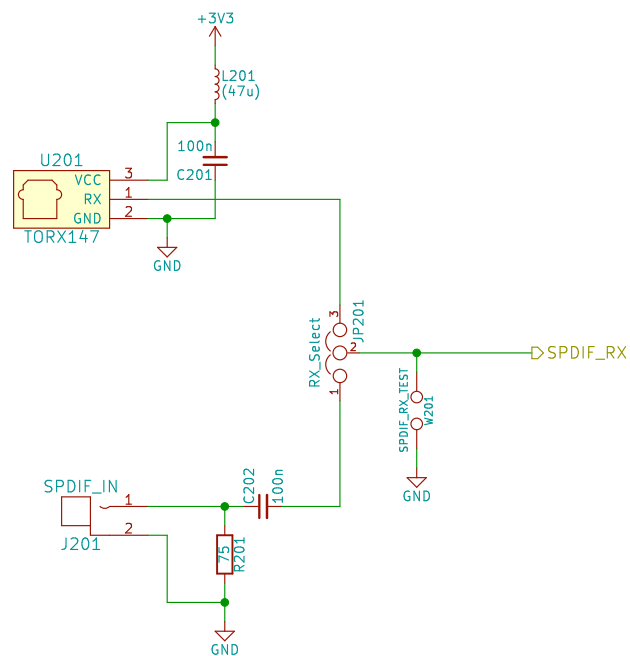 +3V3
L201
(47u)
100n
C201
U201
VCC 3
RX 1
GND 2
TORX147
GND
3
JP201
RX_Select
2
1
SPDIF_RX
SPDIF_RX_TEST
W201
GND
SPDIF_IN
1
2
J201
C202
100n
75
R201
GND